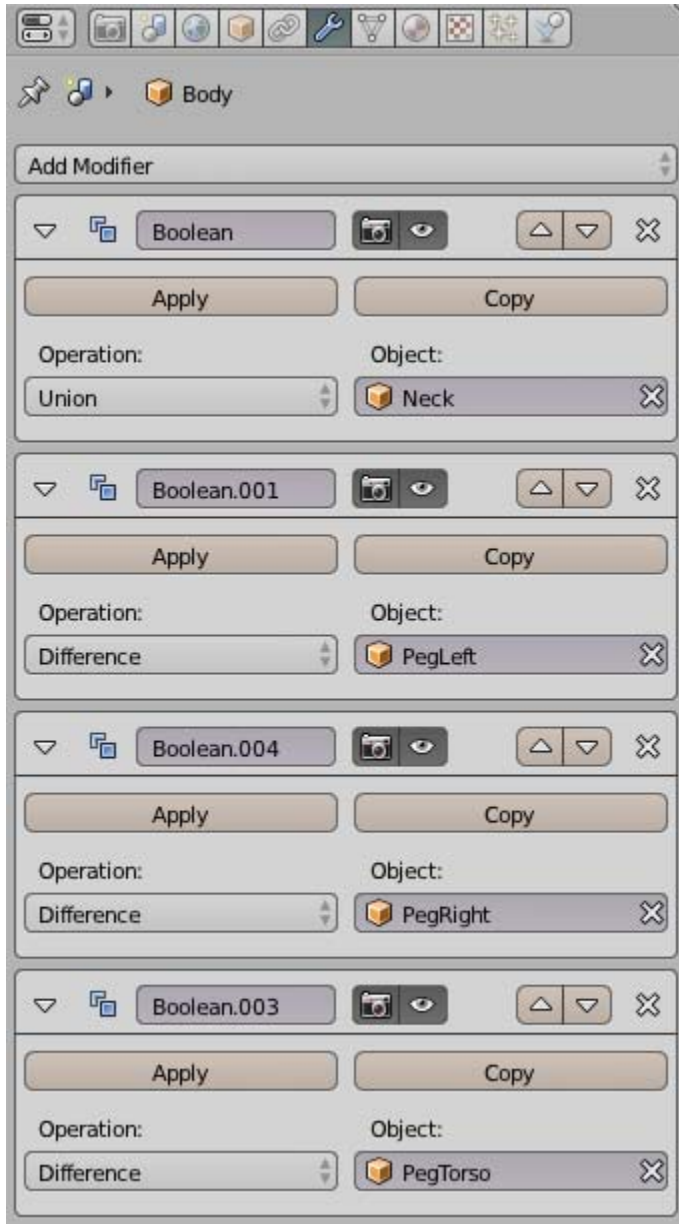 Body
Add Modifier
Boolean
Apply Copy
Operation: Object:
Union Neck
Boolean.001
Apply Copy
Operation: Object:
Difference PegLeft
Boolean.004
Apply Copy
Operation: Object:
Difference PegRight
Boolean.003
Apply Copy
Operation: Object:
Difference PegTorso